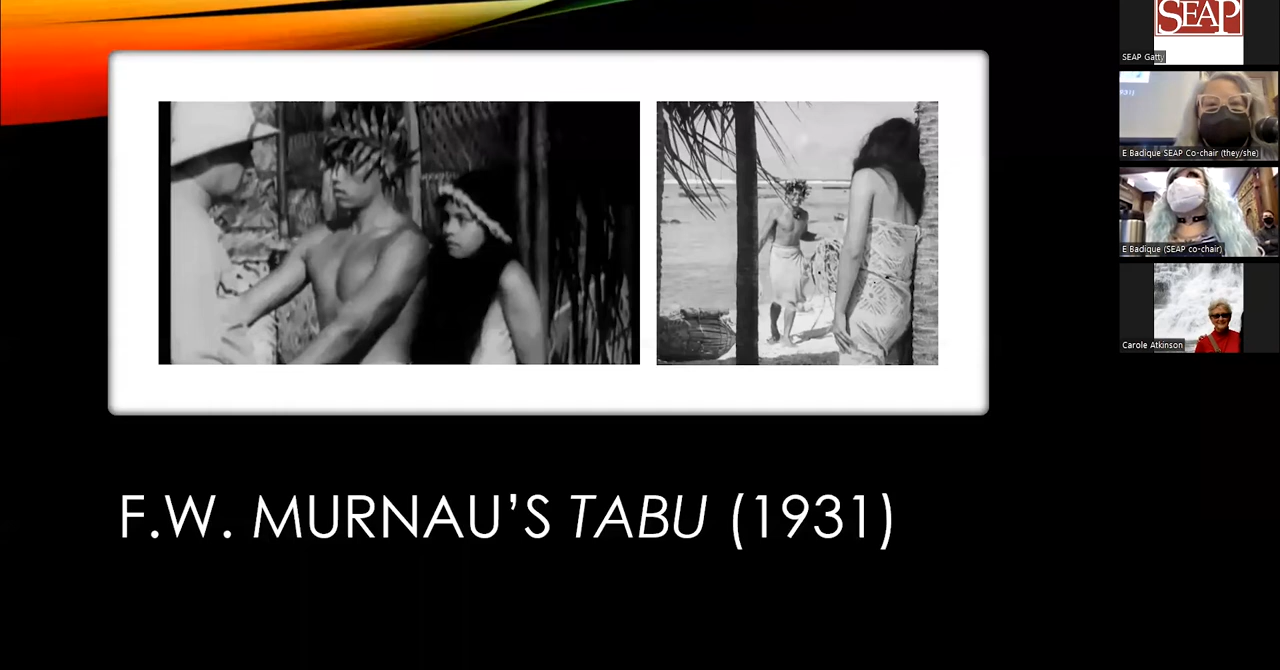 SEAP
SEAP Gatty
E Badique SEAP Co-chair (they/she)
E Badique (SEAP co-chair)
Carole Atkinson
F.W. MURNAU’S TABU (1931)